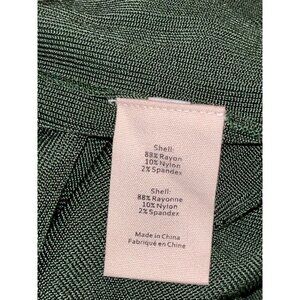 Shell:
88% Rayon
10% Nylon
2% Spandex
Shell:
88% Rayonne
10% Nylon
2% Spandex
Made in China
Fabriqué en Chine